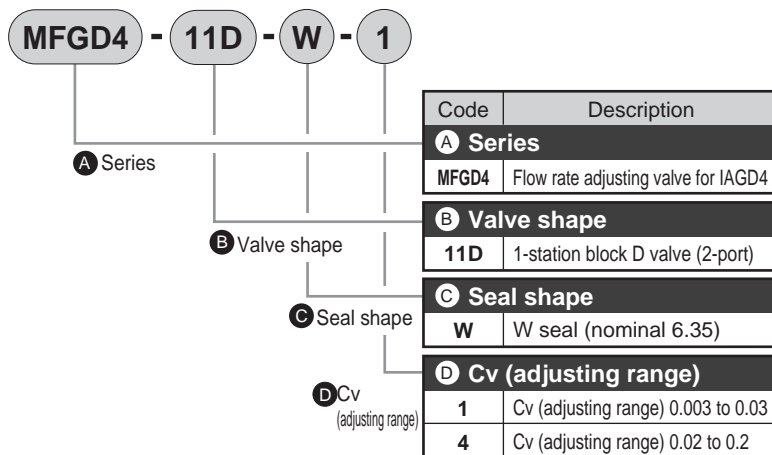 MFGD4 - 11D - W - 1
A Series
B Valve shape
C Seal shape
D Cv
(adjusting range)
Code Description
A Series
MFGD4 Flow rate adjusting valve for IAGD4
B Valve shape
11D 1-station block D valve (2-port)
C Seal shape
W W seal (nominal 6.35)
D Cv (adjusting range)
1 Cv (adjusting range) 0.003 to 0.03
4 Cv (adjusting range) 0.02 to 0.2